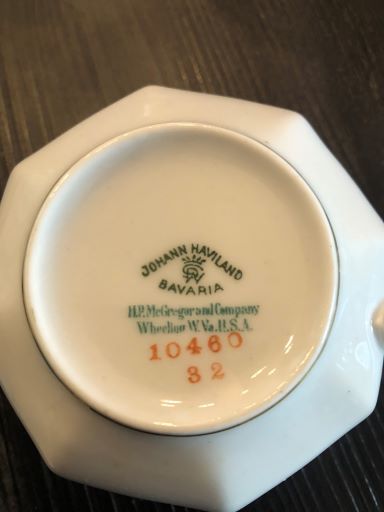 JOHANN HAVILAND
BAVARIA
H.P. McGregor and Company
Wheeling W. Va. U.S.A.
10460
32